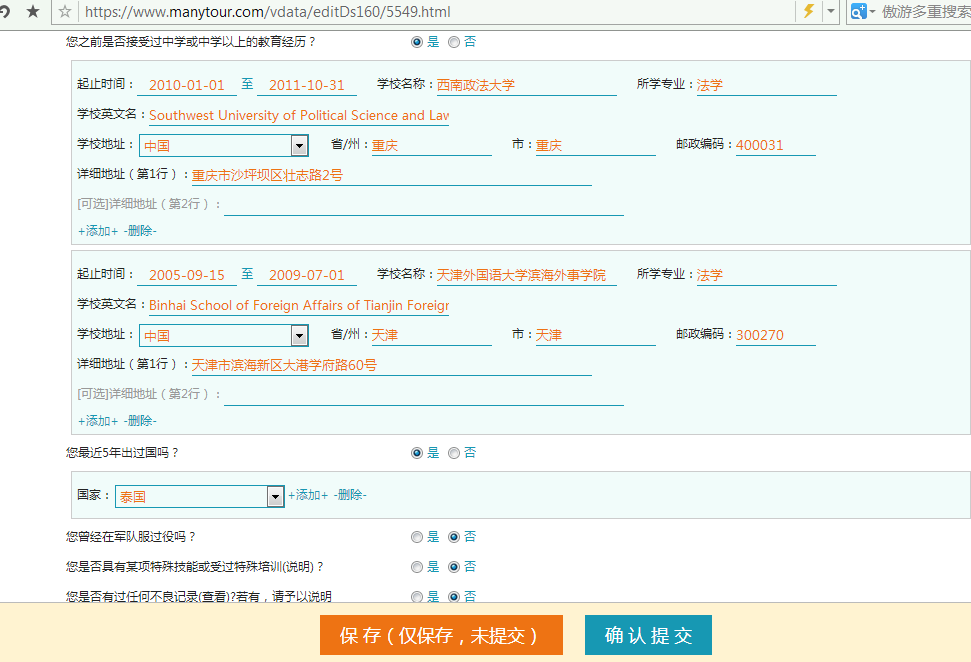 https://www.manytour.com/vdata/editDs160/5549.html 傲游多重搜索
您之前是否接受过中学或中学以上的教育经历？ 是 否
起止时间： 2010-01-01 至 2011-10-31 学校名称：西南政法大学 所学专业：法学
学校英文名：Southwest University of Political Science and Law
学校地址： 中国 省/州：重庆 市：重庆 邮政编码：400031
详细地址（第1行）：重庆市沙坪坝区壮志路2号
[可选]详细地址（第2行）：
+添加+ -删除-
起止时间： 2005-09-15 至 2009-07-01 学校名称：天津外国语大学滨海外事学院 所学专业：法学
学校英文名：Binhai School of Foreign Affairs of Tianjin Foreigr
学校地址： 中国 省/州：天津 市：天津 邮政编码：300270
详细地址（第1行）：天津市滨海新区大港学府路60号
[可选]详细地址（第2行）：
+添加+ -删除-
您最近5年出过国吗？ 是 否
国家： 泰国 +添加+ -删除-
您曾经在军队服过役吗？ 是 否
您是否具有某项特殊技能或受过特殊培训(说明)？ 是 否
您是否有过任何不良记录(查看)?若有，请予以说明 是 否
保 存（仅保存，未提交） 确 认 提 交